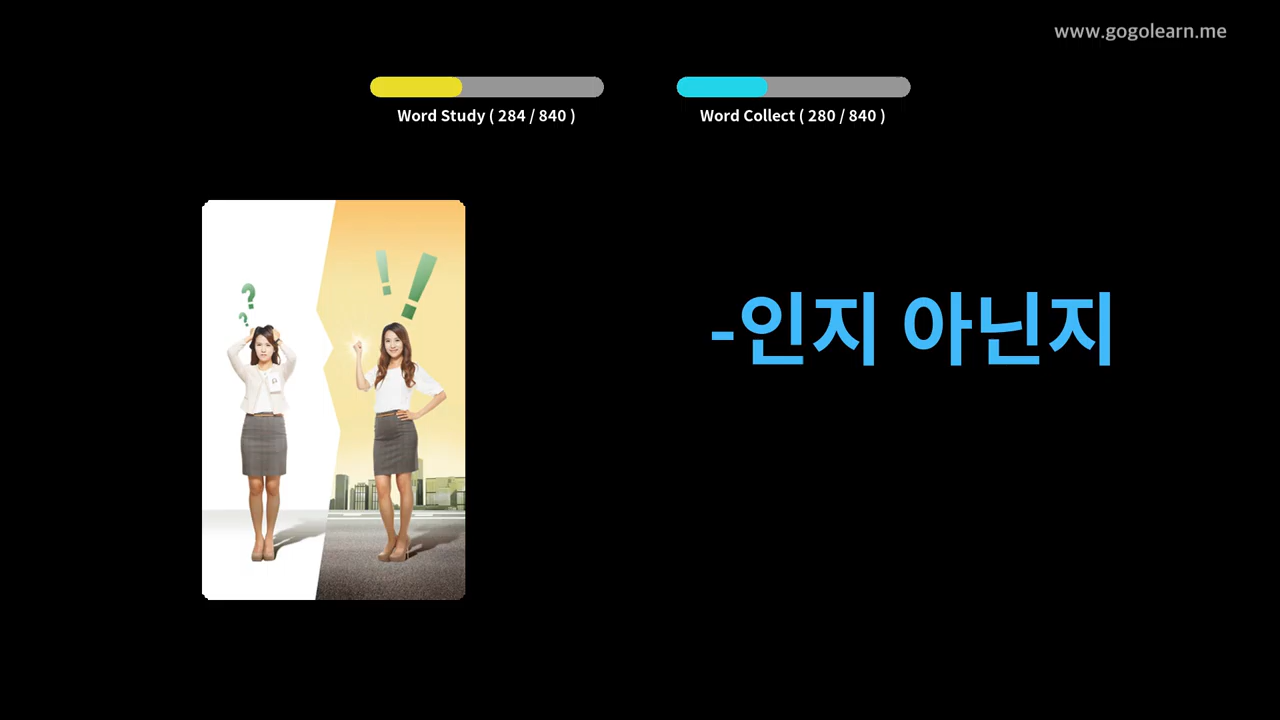 www.gogolearn.me
Word Study ( 284 / 840 )
Word Collect ( 280 / 840 )
? ? ! !
-인지 아닌지